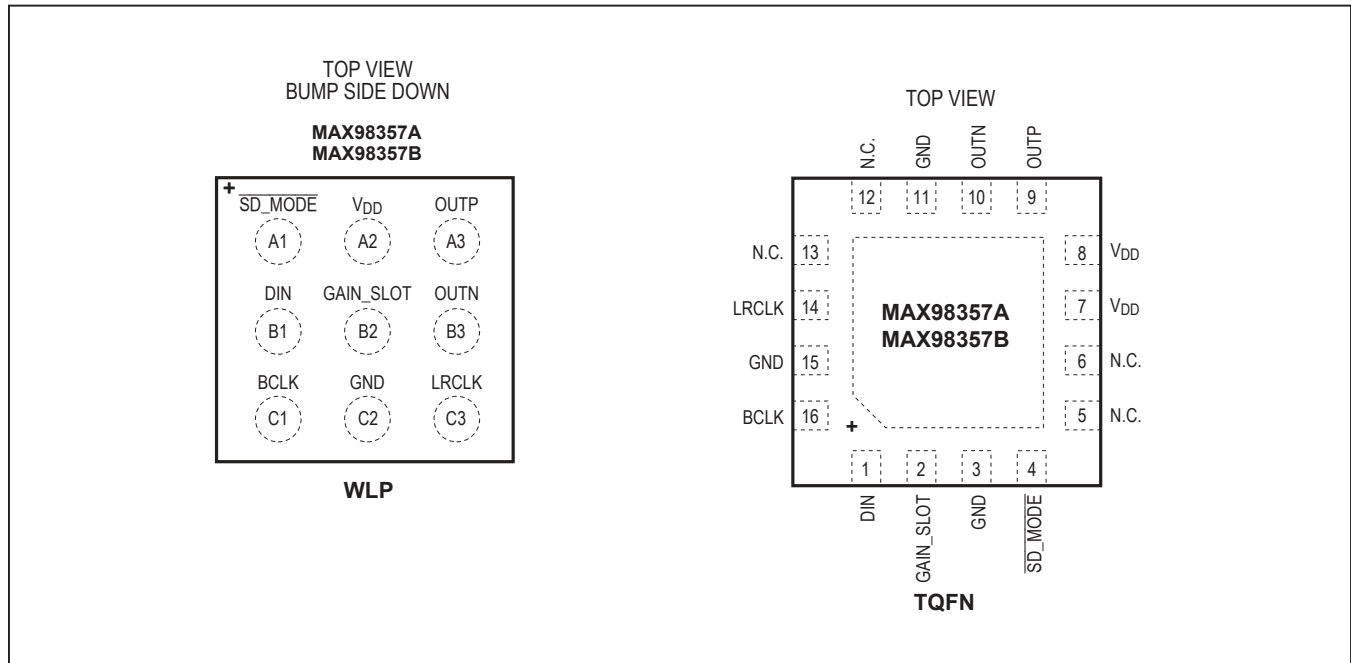 TOP VIEW
BUMP SIDE DOWN
MAX98357A
MAX98357B
+
SD_MODE VDD OUTP
A1 A2 A3
DIN GAIN_SLOT OUTN
B1 B2 B3
BCLK GND LRCLK
C1 C2 C3
WLP
TOP VIEW
N.C. GND OUTN OUTP
12 11 10 9
N.C. 13 8 VDD
LRCLK 14 7 VDD
MAX98357A
MAX98357B
GND 15 6 N.C.
BCLK 16 5 N.C.
+
1 2 3 4
DIN GAIN_SLOT GND SD_MODE
TQFN